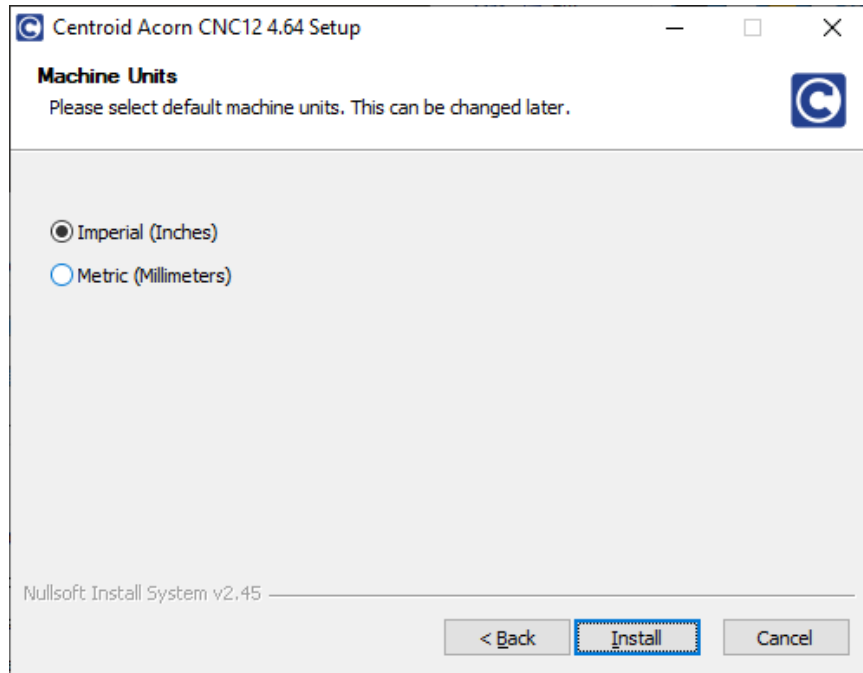 Centroid Acorn CNC12 4.64 Setup
Machine Units
Please select default machine units. This can be changed later.
Imperial (Inches)
Metric (Millimeters)
Nullsoft Install System v2.45
< Back Install Cancel